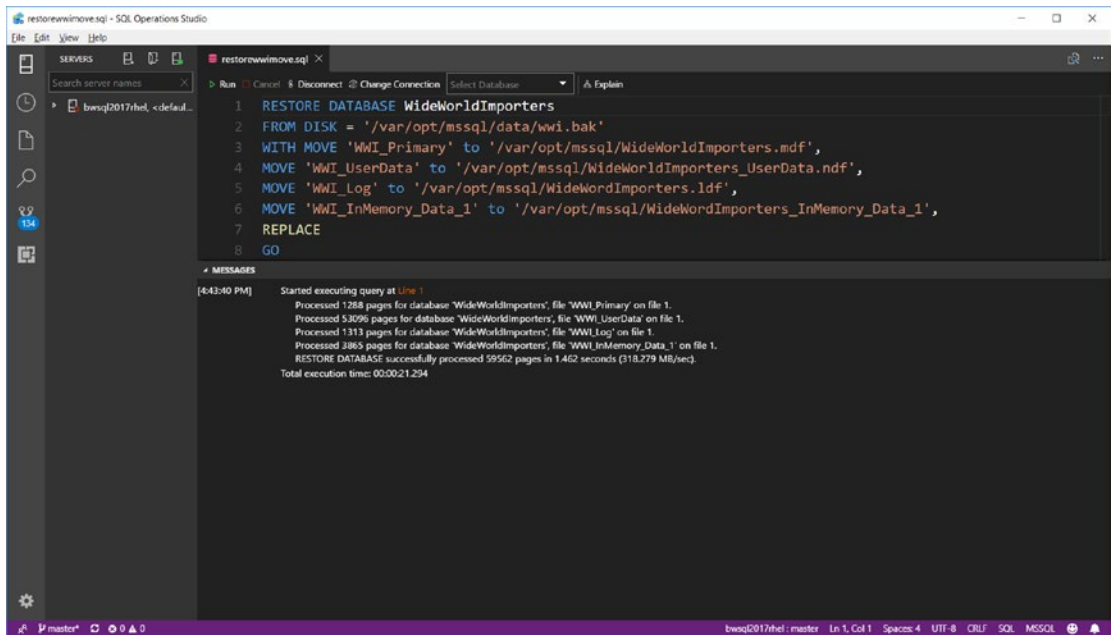 restorewwimove.sql - SQL Operations Studio
File Edit View Help
SERVERS
restorewwimove.sql
Search server names
Run Cancel Disconnect Change Connection Select Database Explain
bwsql2017rhel, <defaul...
1 RESTORE DATABASE WideWorldImporters
2 FROM DISK = '/var/opt/mssql/data/wwi.bak'
3 WITH MOVE 'WWI_Primary' to '/var/opt/mssql/WideWorldImporters.mdf',
4 MOVE 'WWI_UserData' to '/var/opt/mssql/WideWorldImporters_UserData.ndf',
5 MOVE 'WWI_Log' to '/var/opt/mssql/WideWordImporters.ldf',
6 MOVE 'WWI_InMemory_Data_1' to '/var/opt/mssql/WideWordImporters_InMemory_Data_1',
7 REPLACE
8 GO
134
MESSAGES
[4:43:40 PM] Started executing query at Line 1
Processed 1288 pages for database 'WideWorldImporters', file 'WWI_Primary' on file 1.
Processed 53096 pages for database 'WideWorldImporters', file 'WWI_UserData' on file 1.
Processed 1313 pages for database 'WideWorldImporters', file 'WWI_Log' on file 1.
Processed 3865 pages for database 'WideWorldImporters', file 'WWI_InMemory_Data_1' on file 1.
RESTORE DATABASE successfully processed 59562 pages in 1.462 seconds (318.279 MB/sec).
Total execution time: 00:00:21.294
master* 0 0 bwsql2017rhel : master Ln 1, Col 1 Spaces: 4 UTF-8 CRLF SQL MSSQL